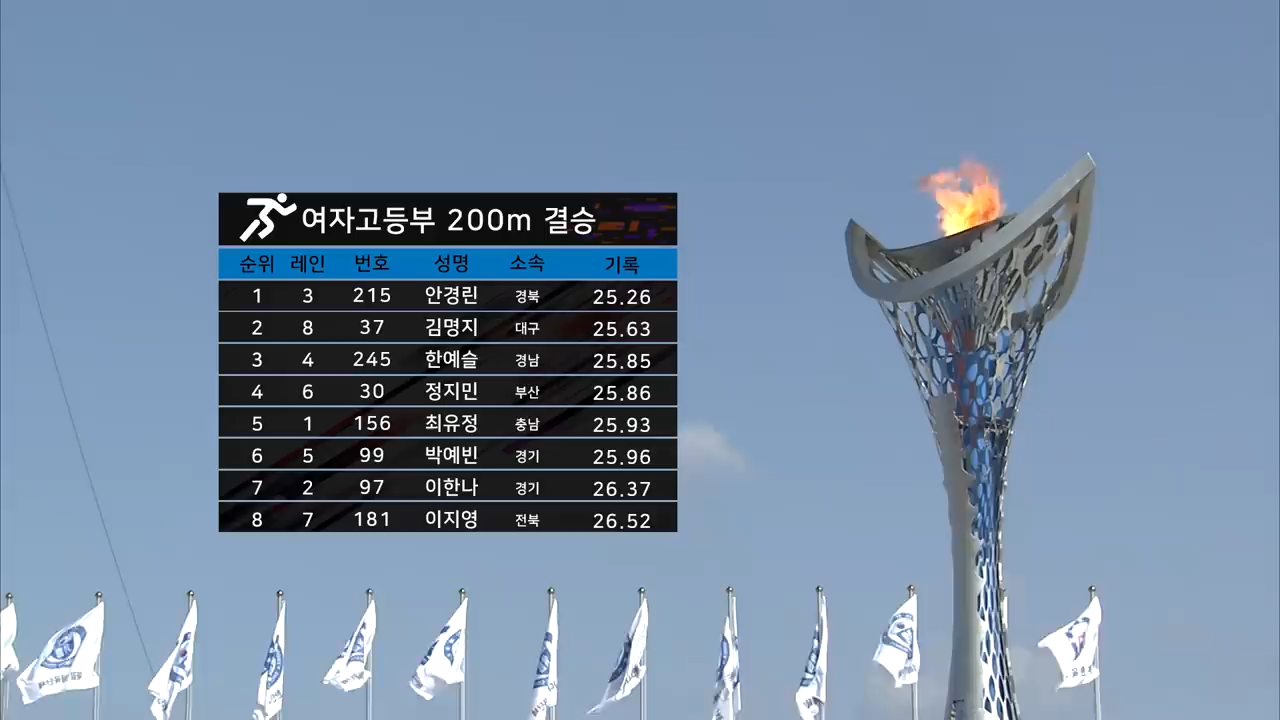 여자고등부 200m 결승
순위 레인 번호 성명 소속 기록
1 3 215 안경린 경북 25.26
2 8 37 김명지 대구 25.63
3 4 245 한예슬 경남 25.85
4 6 30 정지민 부산 25.86
5 1 156 최유정 충남 25.93
6 5 99 박예빈 경기 25.96
7 2 97 이한나 경기 26.37
8 7 181 이지영 전북 26.52